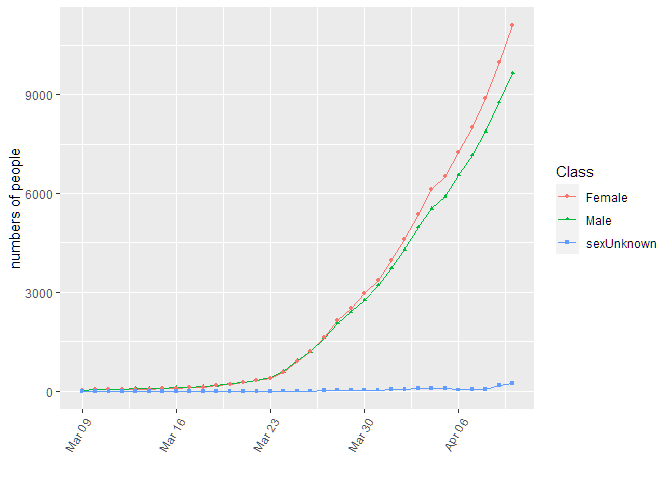 numbers of people
9000
6000
3000
0
Mar 09
Mar 16
Mar 23
Mar 30
Apr 06
Class
Female
Male
sexUnknown